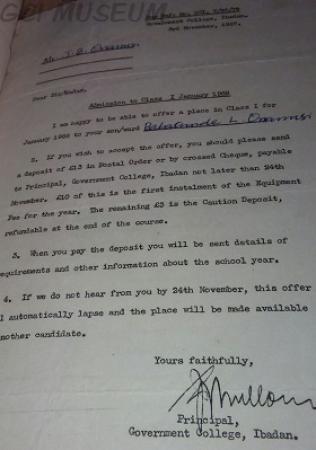 GCI MUSEUM
Government College, Ibadan.
November,
Mr. J. B.
Dear Sir/Madam,
Admission to Class I January 1968
I am happy to be able to offer a place in Class I for
January 1968 to your son/ward Babatunde L.
2. If you wish to accept the offer, you should please send
a deposit of £13 in Postal Order or by crossed Cheque, payable
to Principal, Government College, Ibadan not later than 24th
November. £10 of this is the first instalment of the Equipment
Fee for the year. The remaining £3 is the Caution Deposit,
refundable at the end of the course.
3. When you pay the deposit you will be sent details of
equirements and other information about the school year.
4. If we do not hear from you by 24th November, this offer
l automatically lapse and the place will be made available
nother candidate.
Yours faithfully,
Principal,
Government College, Ibadan.